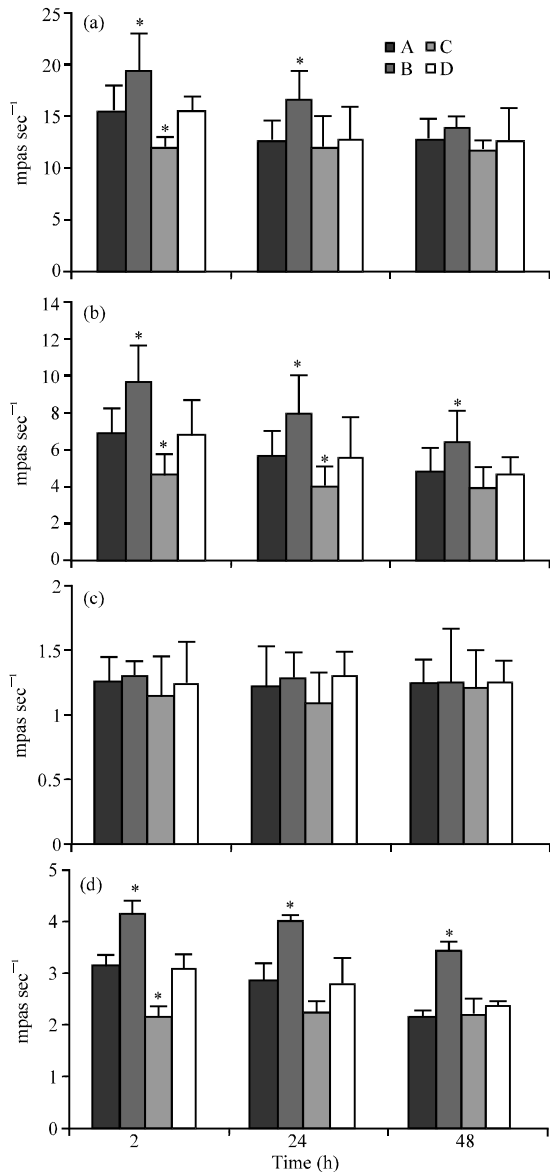 (a)
A C
B D
25
20
15
10
5
0
mpas sec⁻¹
* * *
(b)
14
12
10
8
6
4
2
0
mpas sec⁻¹
* * * * *
(c)
2
1.5
1
0.5
0
mpas sec⁻¹
(d)
5
4
3
2
1
0
mpas sec⁻¹
* * * *
2 24 48
Time (h)